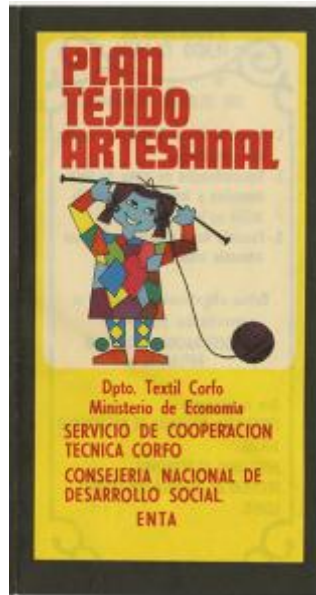 PLAN
TEJIDO
ARTESANAL
Dpto. Textil Corfo
Ministerio de Economia
SERVICIO DE COOPERACION
TECNICA CORFO
CONSEJERIA NACIONAL DE
DESARROLLO SOCIAL
ENTA